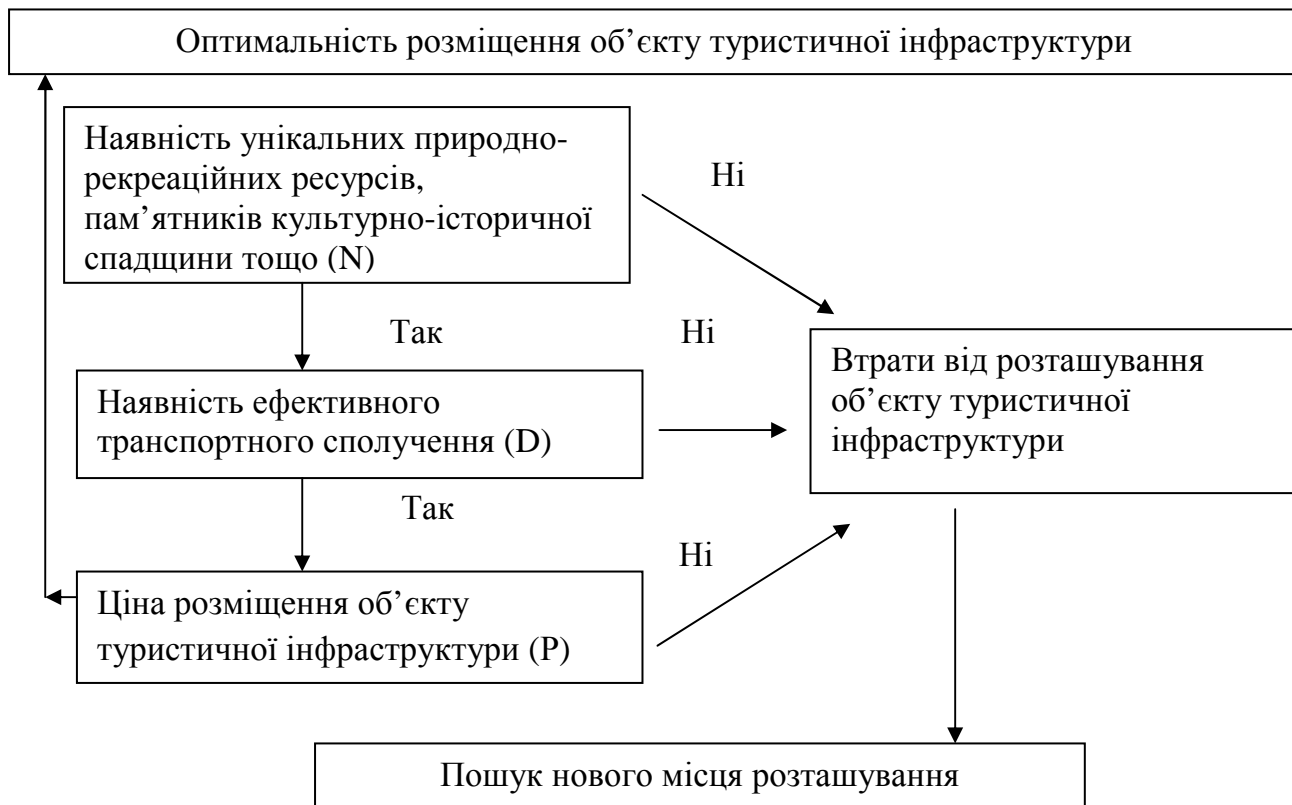 Оптимальність розміщення об’єкту туристичної інфраструктури
Наявність унікальних природно-
рекреаційних ресурсів,
пам’ятників культурно-історичної
спадщини тощо (N)
Ні
Так
Ні
Наявність ефективного
транспортного сполучення (D)
Втрати від розташування
об’єкту туристичної
інфраструктури
Так
Ні
Ціна розміщення об’єкту
туристичної інфраструктури (P)
Пошук нового місця розташування